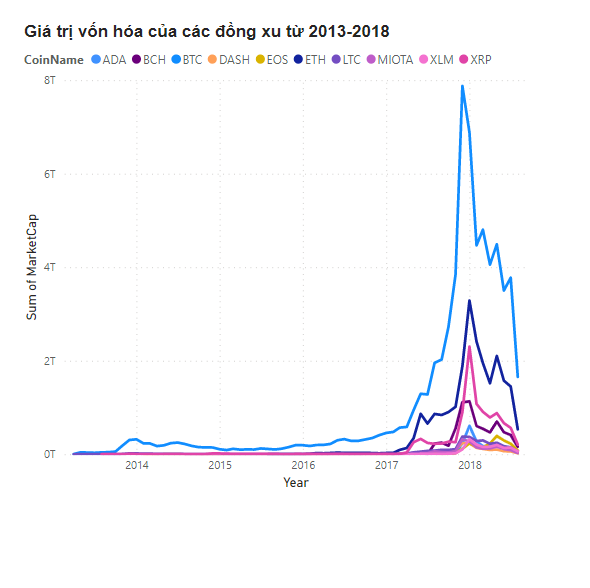 Giá trị vốn hóa của các đồng xu từ 2013-2018
CoinName ADA BCH BTC DASH EOS ETH LTC MIOTA XLM XRP
8T
6T
4T
2T
0T
Sum of MarketCap
2014 2015 2016 2017 2018
Year